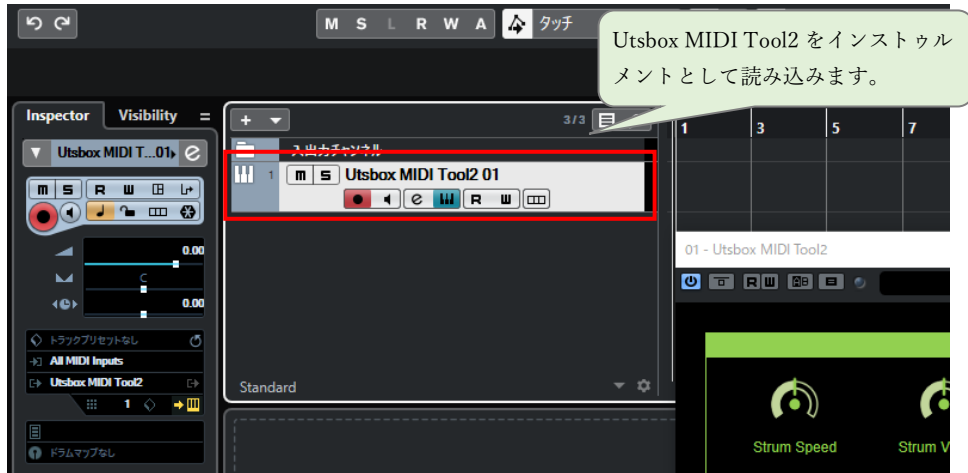 M S L R W A タッチ
Utsbox MIDI Tool2 をインストゥル
メントとして読み込みます。
Inspector Visibility
3/3
1 3 5 7
Utsbox MIDI T...01
入出力チャンネル
1 m S Utsbox MIDI Tool2 01
R W
m S R W
0.00
C
0.00
01 - Utsbox MIDI Tool2
R W
トラックプリセットなし
All MIDI Inputs
Utsbox MIDI Tool2
1
ドラムマップなし
Standard
Strum Speed Strum V